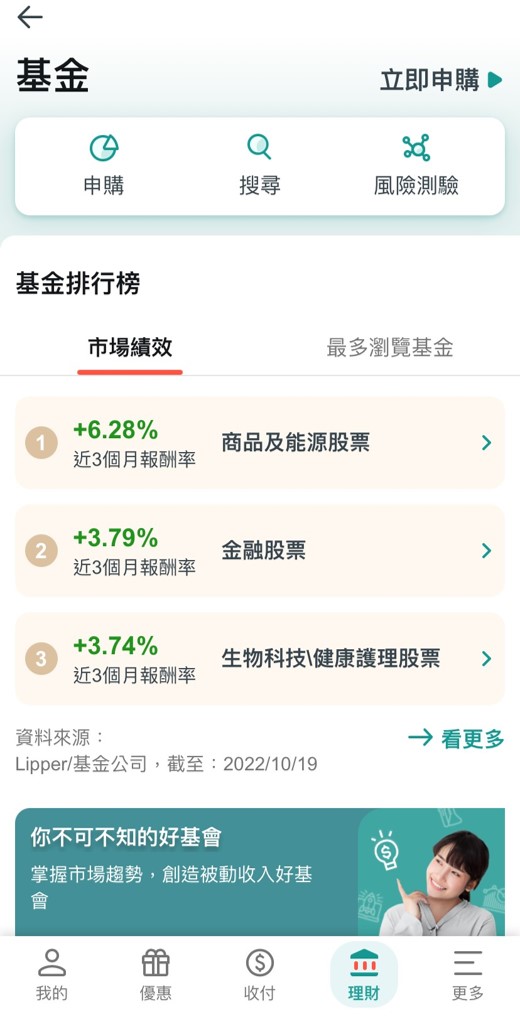 基金
立即申購
申購
搜尋
風險測驗
基金排行榜
市場績效
最多瀏覽基金
1
+6.28%
近3個月報酬率
商品及能源股票
2
+3.79%
近3個月報酬率
金融股票
3
+3.74%
近3個月報酬率
生物科技\健康護理股票
資料來源：
Lipper/基金公司，截至：2022/10/19
看更多
你不可不知的好基會
掌握市場趨勢，創造被動收入好基
會
我的
優惠
收付
理財
更多